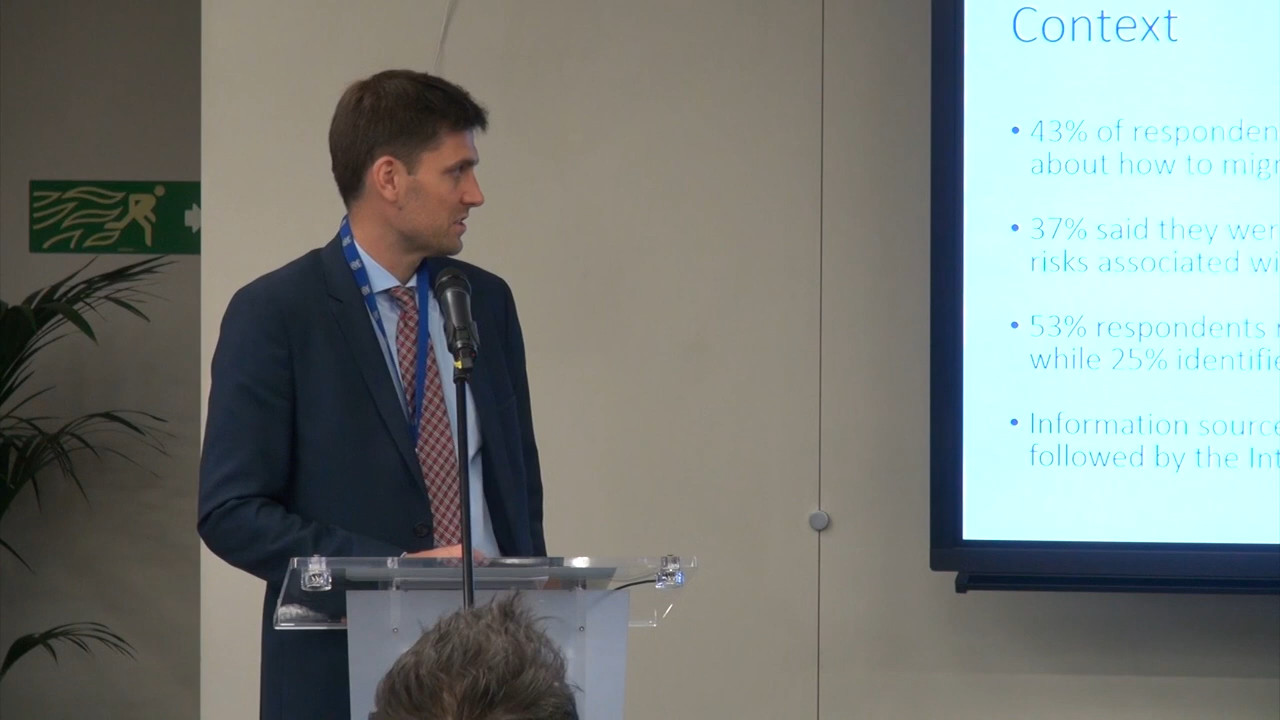 Context
• 43% of responden
about how to migr
• 37% said they wer
risks associated wi
• 53% respondents
while 25% identifie
• Information source
followed by the Int